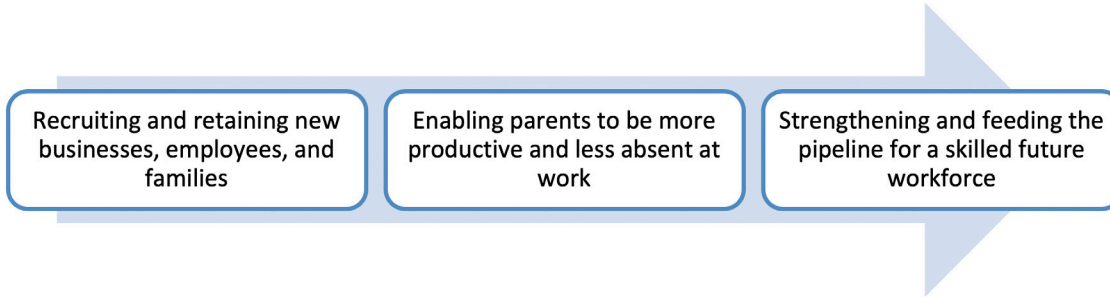 Recruiting and retaining new
businesses, employees, and
families
Enabling parents to be more
productive and less absent at
work
Strengthening and feeding the
pipeline for a skilled future
workforce